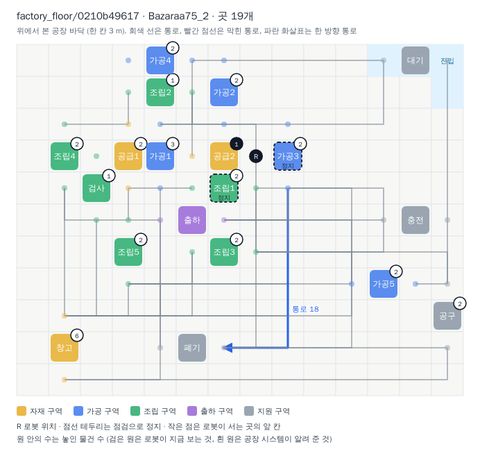 factory_floor/0210b49617 · Bazaraa75_2 · 곳 19개
위에서 본 공장 바닥 (한 칸 3 m). 회색 선은 통로, 빨간 점선은 막힌 통로, 파란 화살표는 한 방향 통로
가공4 2
대기
조립2 1
가공2 2
조립4 2
공급1 2
가공1 3
공급2 1
R
가공3 2
정지
검사 1
조립1 2
정지
출하
충전
조립5 2
조립3 2
가공5 2
통로 18
공구 2
창고 6
폐기
자재 구역
가공 구역
조립 구역
출하 구역
지원 구역
R 로봇 위치 · 점선 테두리는 점검으로 정지 · 작은 점은 로봇이 서는 곳의 앞 칸
원 안의 수는 놓인 물건 수 (검은 원은 로봇이 지금 보는 것, 흰 원은 공장 시스템이 알려 준 것)